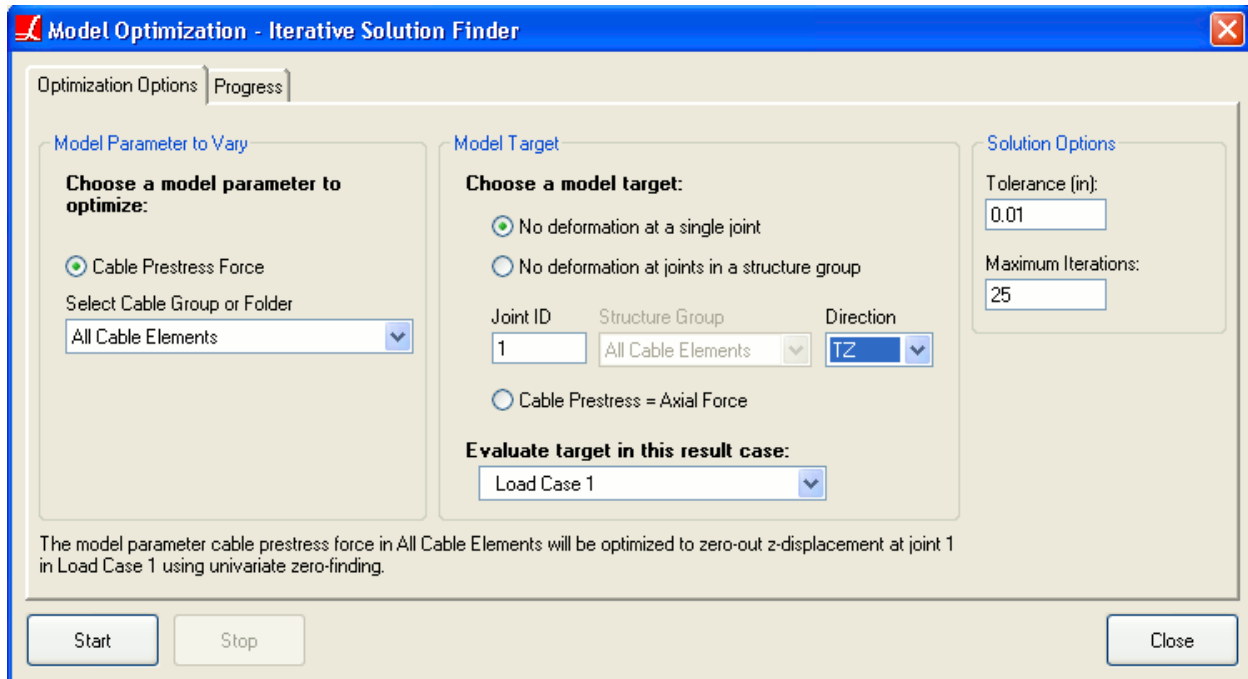 Model Optimization - Iterative Solution Finder
Optimization Options
Progress
Model Parameter to Vary
Choose a model parameter to
optimize:
Cable Prestress Force
Select Cable Group or Folder
All Cable Elements
Model Target
Choose a model target:
No deformation at a single joint
No deformation at joints in a structure group
Joint ID
Structure Group
Direction
1
All Cable Elements
TZ
Cable Prestress = Axial Force
Evaluate target in this result case:
Load Case 1
Solution Options
Tolerance (in):
0.01
Maximum Iterations:
25
The model parameter cable prestress force in All Cable Elements will be optimized to zero-out z-displacement at joint 1
in Load Case 1 using univariate zero-finding.
Start
Stop
Close